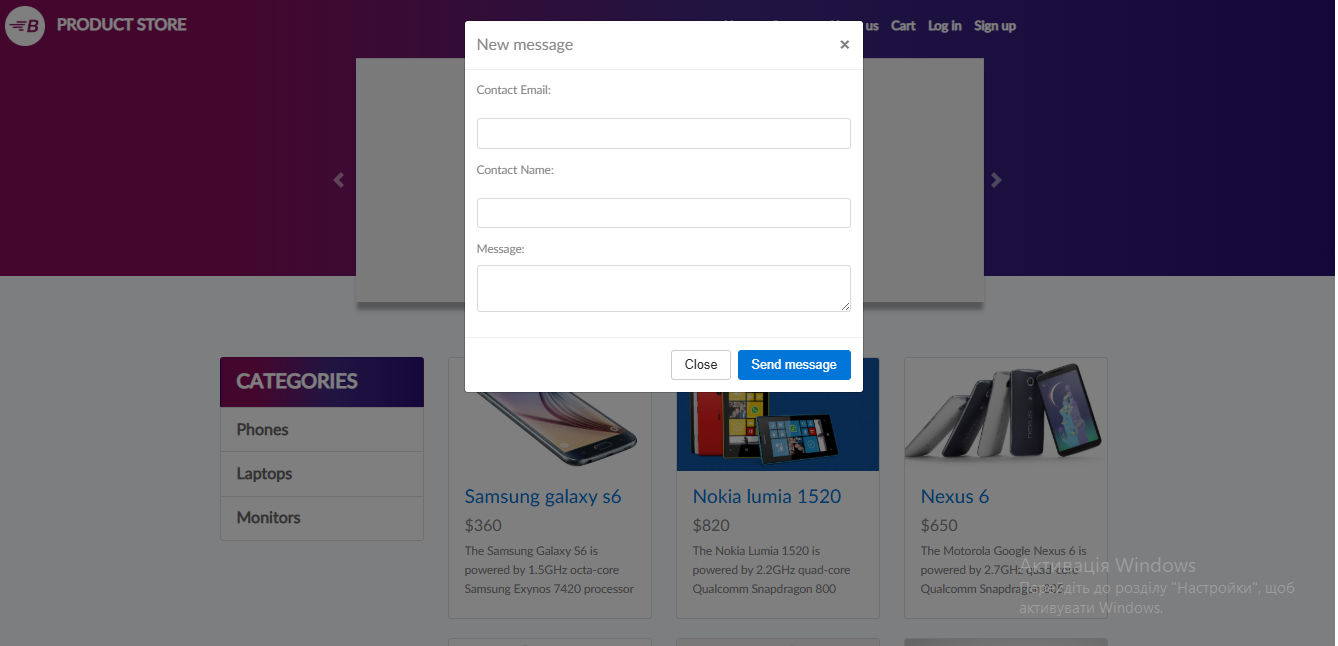 B PRODUCT STORE
us Cart Log in Sign up
New message ×
Contact Email:
Contact Name:
Message:
Close Send message
CATEGORIES
Phones
Laptops
Monitors
Samsung galaxy s6
$360
The Samsung Galaxy S6 is
powered by 1.5GHz octa-core
Samsung Exynos 7420 processor
Nokia lumia 1520
$820
The Nokia Lumia 1520 is
powered by 2.2GHz quad-core
Qualcomm Snapdragon 800
Nexus 6
$650
The Motorola Google Nexus 6 is
powered by 2.7GHz quad-core
Qualcomm Snapdragon
Активація Windows
Перейдіть до розділу "Настройки", щоб
активувати Windows.